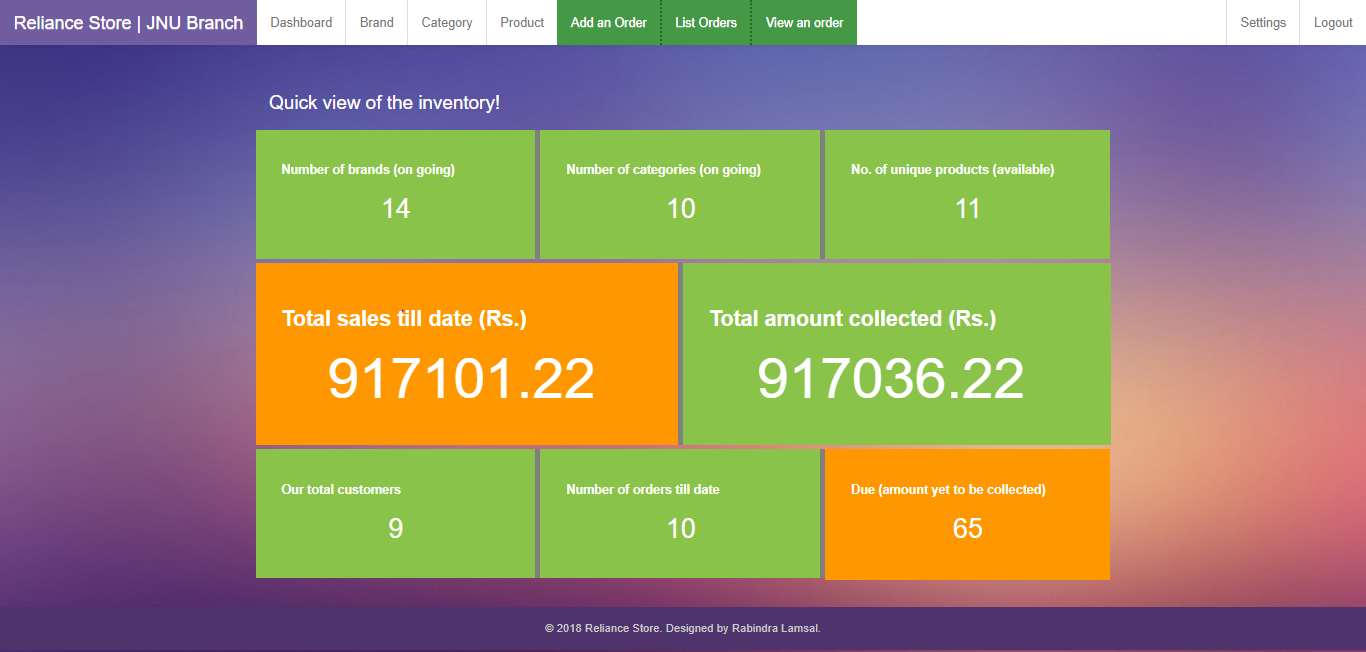 Reliance Store | JNU Branch Dashboard Brand Category Product Add an Order List Orders View an order Settings Logout
Quick view of the inventory!
Number of brands (on going) Number of categories (on going) No. of unique products (available)
14 10 11
Total sales till date (Rs.) Total amount collected (Rs.)
917101.22 917036.22
Our total customers Number of orders till date Due (amount yet to be collected)
9 10 65
© 2018 Reliance Store. Designed by Rabindra Lamsal.